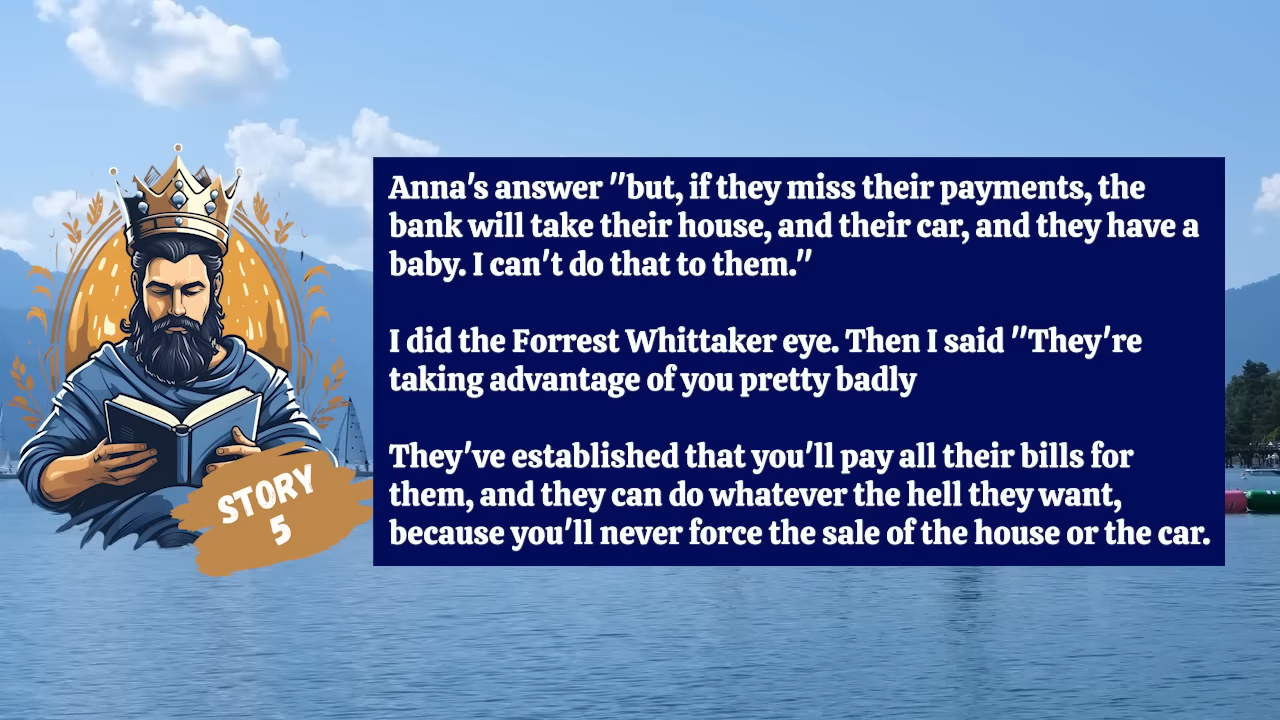 Anna's answer "but, if they miss their payments, the
bank will take their house, and their car, and they have a
baby. I can't do that to them."
I did the Forrest Whittaker eye. Then I said "They're
taking advantage of you pretty badly
They've established that you'll pay all their bills for
them, and they can do whatever the hell they want,
because you'll never force the sale of the house or the car.
STORY
5